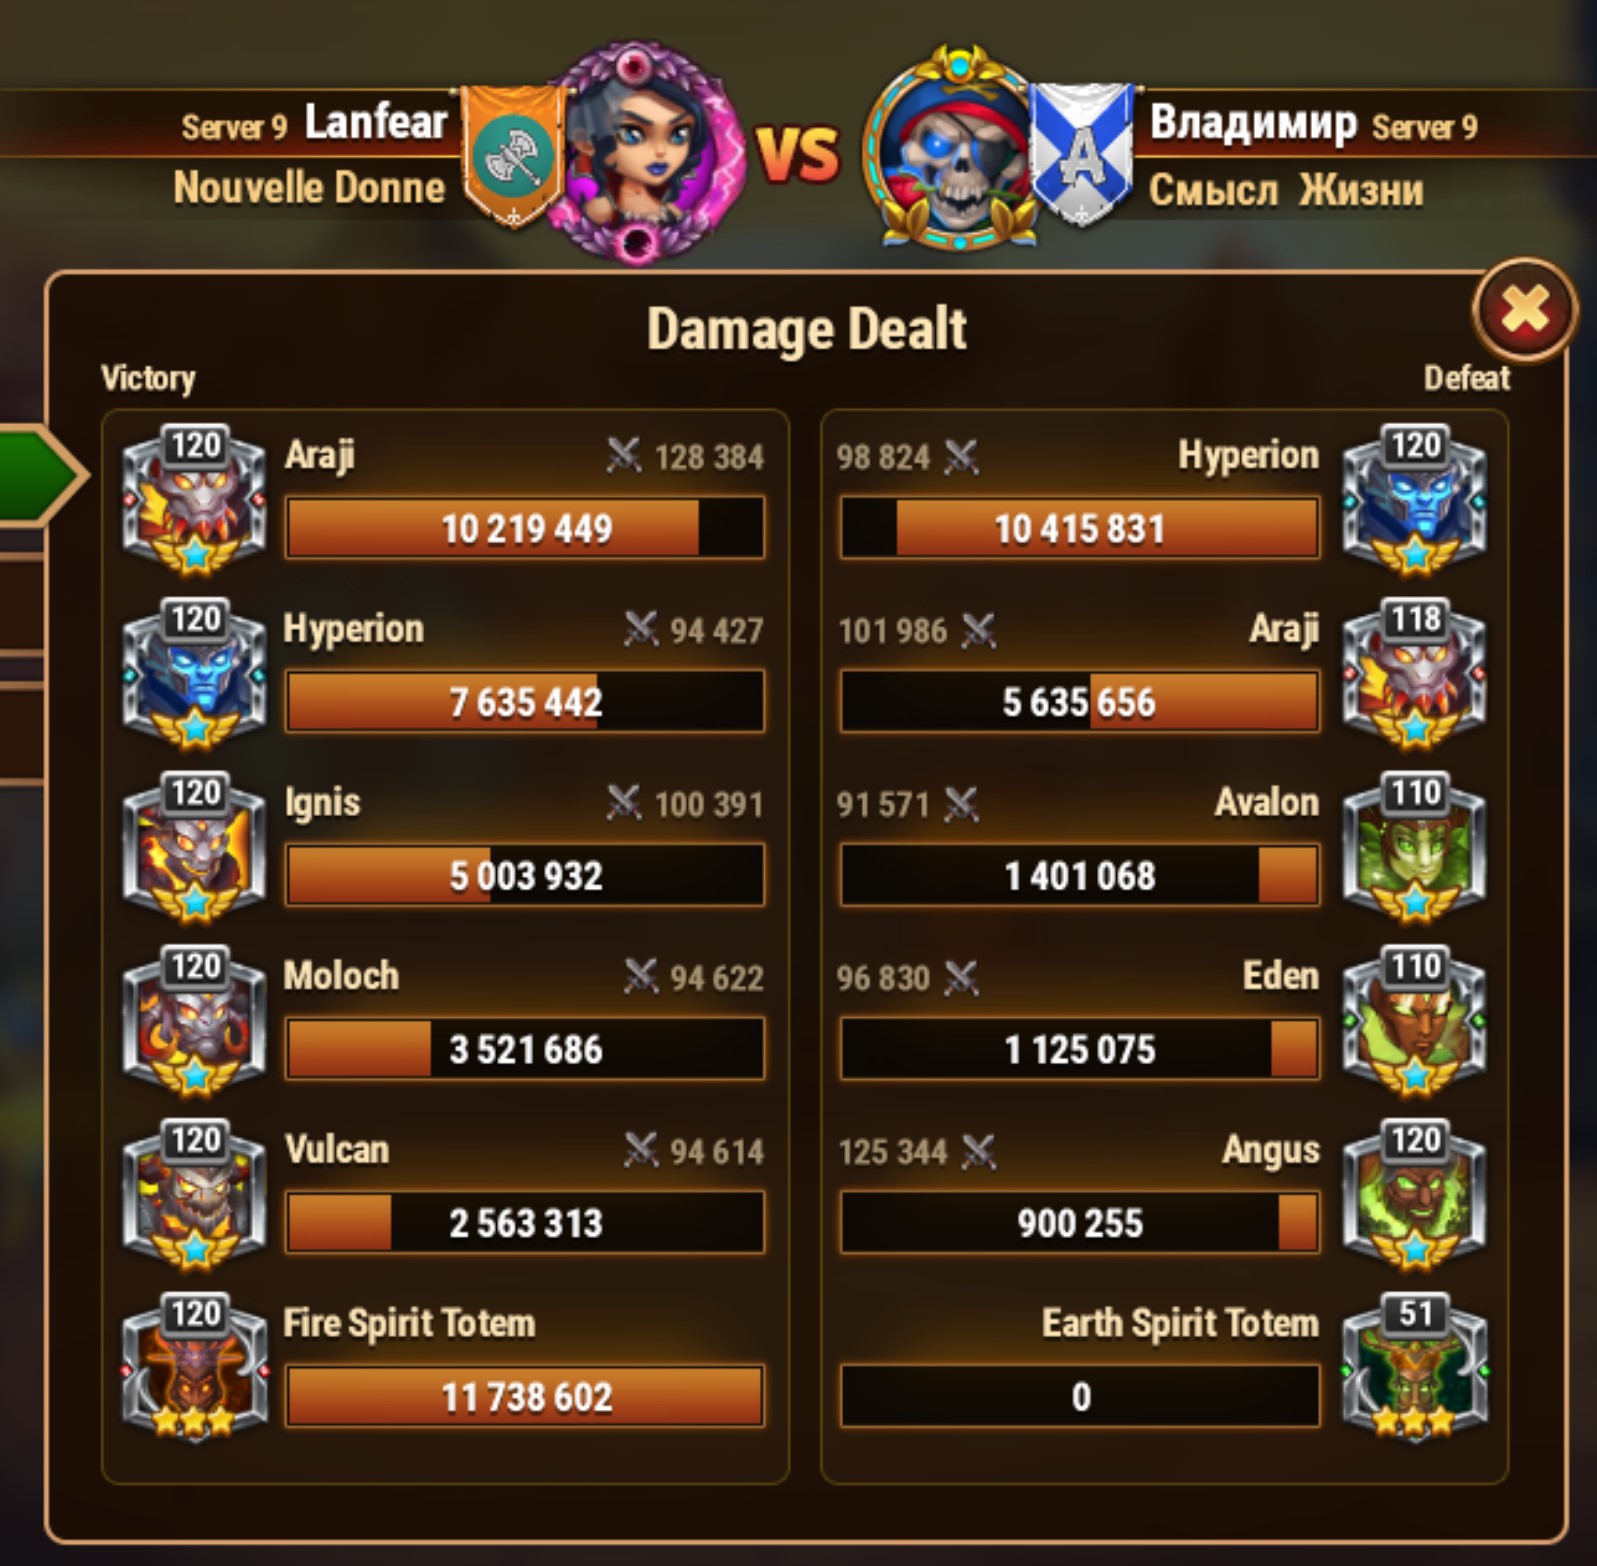 Server 9 Lanfear VS Владимир Server 9
Nouvelle Donne A Смысл Жизни
Damage Dealt
Victory Defeat
120 Araji 128 384 98 824 Hyperion 120
10 219 449 10 415 831
120 Hyperion 94 427 101 986 Araji 118
7 635 442 5 635 656
120 Ignis 100 391 91 571 Avalon 110
5 003 932 1 401 068
120 Moloch 94 622 96 830 Eden 110
3 521 686 1 125 075
120 Vulcan 94 614 125 344 Angus 120
2 563 313 900 255
120 Fire Spirit Totem Earth Spirit Totem 51
11 738 602 0